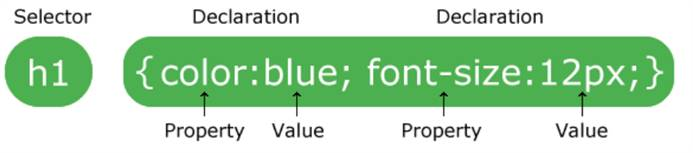 Selector Declaration Declaration
h1 {color:blue; font-size:12px;}
Property Value Property Value